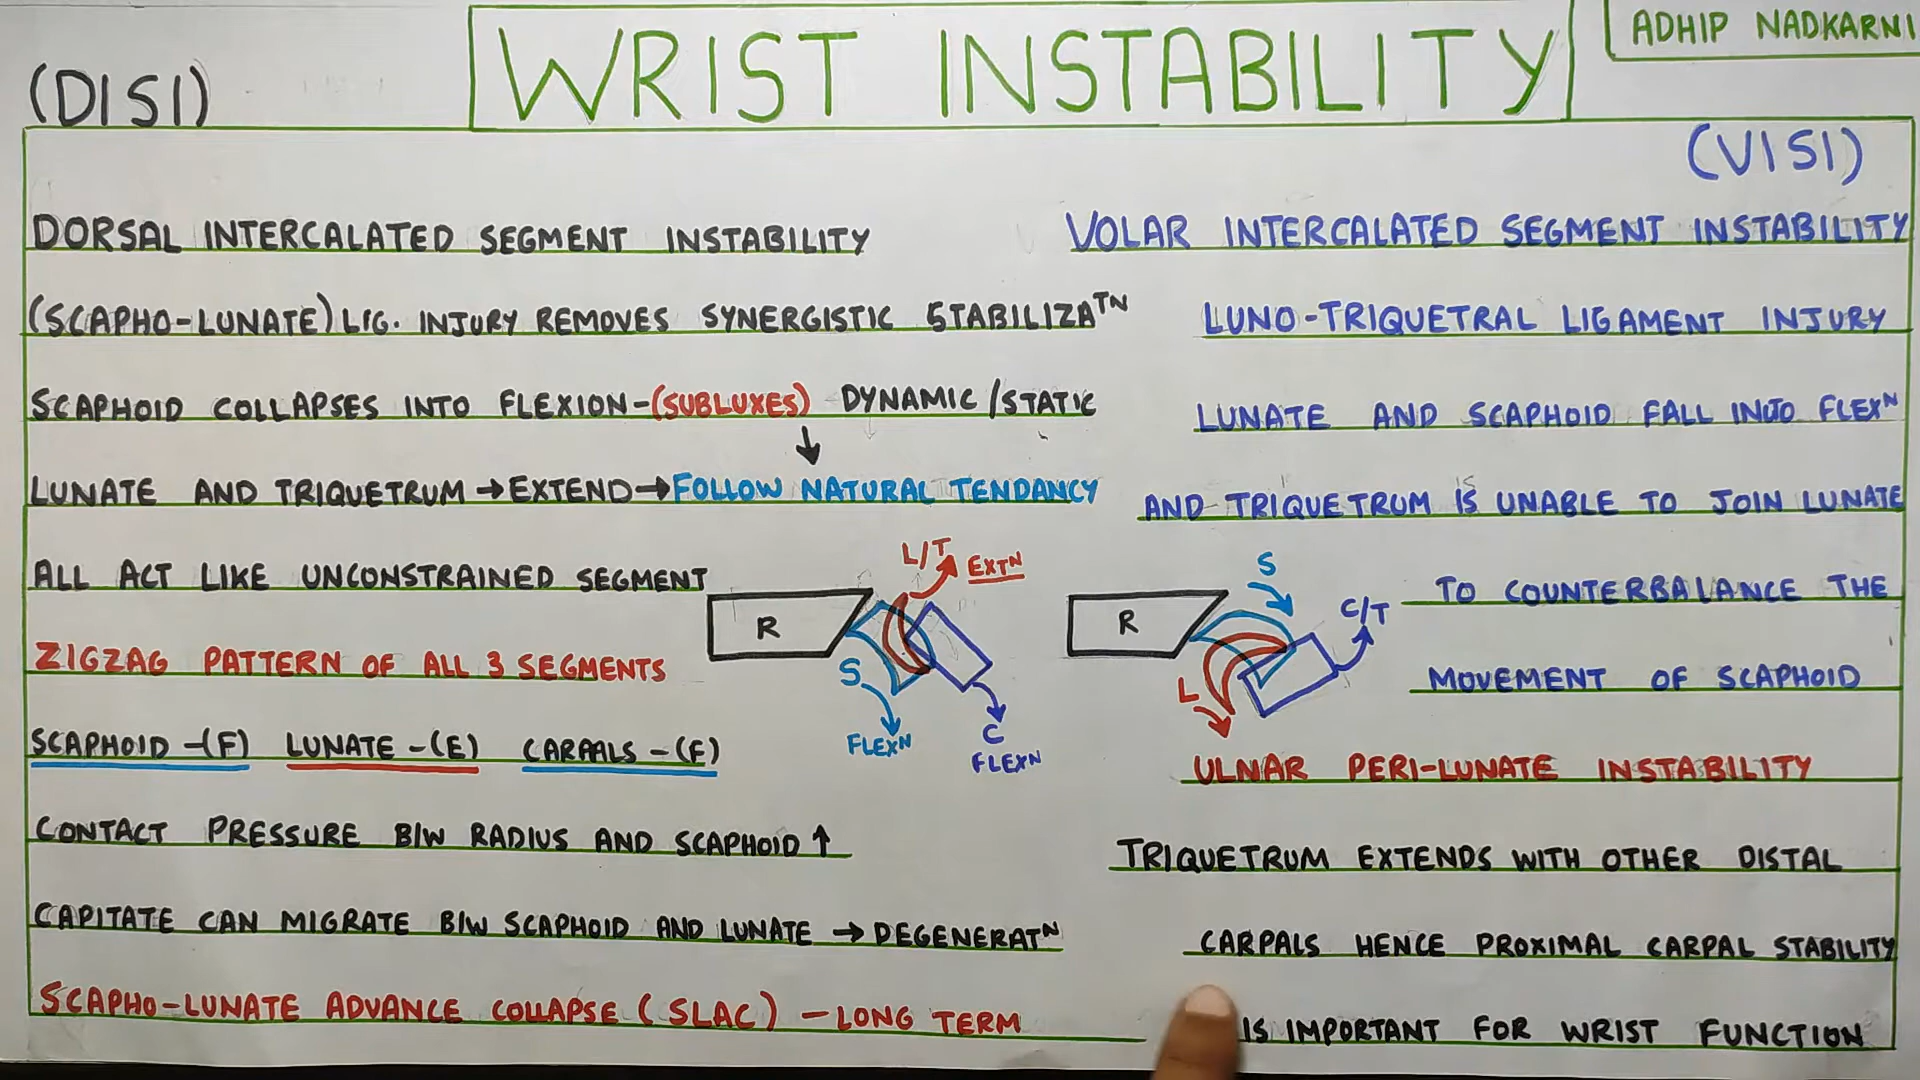 WRIST INSTABILITY
ADHIP NADKARNI
(DISI)
DORSAL INTERCALATED SEGMENT INSTABILITY
(SCAPHO-LUNATE) LIG. INJURY REMOVES SYNERGISTIC STABILIZATN
SCAPHOID COLLAPSES INTO FLEXION-(SUBLUXES) DYNAMIC/STATIC
↓
LUNATE AND TRIQUETRUM → EXTEND → FOLLOW NATURAL TENDANCY
ALL ACT LIKE UNCONSTRAINED SEGMENT
ZIGZAG PATTERN OF ALL 3 SEGMENTS
SCAPHOID -(F) LUNATE -(E) CARAALS -(F)
CONTACT PRESSURE B/W RADIUS AND SCAPHOID ↑
CAPITATE CAN MIGRATE B/W SCAPHOID AND LUNATE → DEGENERATN
SCAPHO-LUNATE ADVANCE COLLAPSE (SLAC) - LONG TERM
L/T
EXTN
R
S
FLEXN
C
FLEXN
(VISI)
VOLAR INTERCALATED SEGMENT INSTABILITY
LUNO-TRIQUETRAL LIGAMENT INJURY
LUNATE AND SCAPHOID FALL INTO FLEXN
AND TRIQUETRUM IS UNABLE TO JOIN LUNATE
TO COUNTERBALANCE THE
MOVEMENT OF SCAPHOID
S
R
C/T
L
ULNAR PERI-LUNATE INSTABILITY
TRIQUETRUM EXTENDS WITH OTHER DISTAL
CARPALS HENCE PROXIMAL CARPAL STABILITY
IS IMPORTANT FOR WRIST FUNCTION